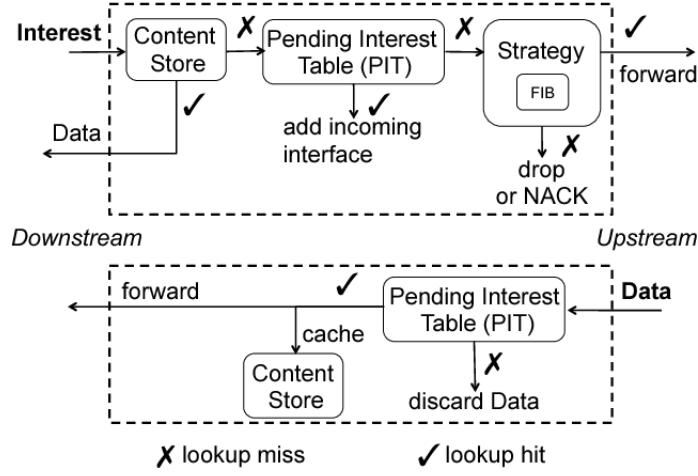 Interest
Content
Store
✗
Pending Interest
Table (PIT)
✗
Strategy
FIB
✓
forward
✓
Data
✓
add incoming
interface
✗
drop
or NACK
Downstream
Upstream
forward
✓
Pending Interest
Table (PIT)
Data
cache
Content
Store
✗
discard Data
✗ lookup miss
✓ lookup hit